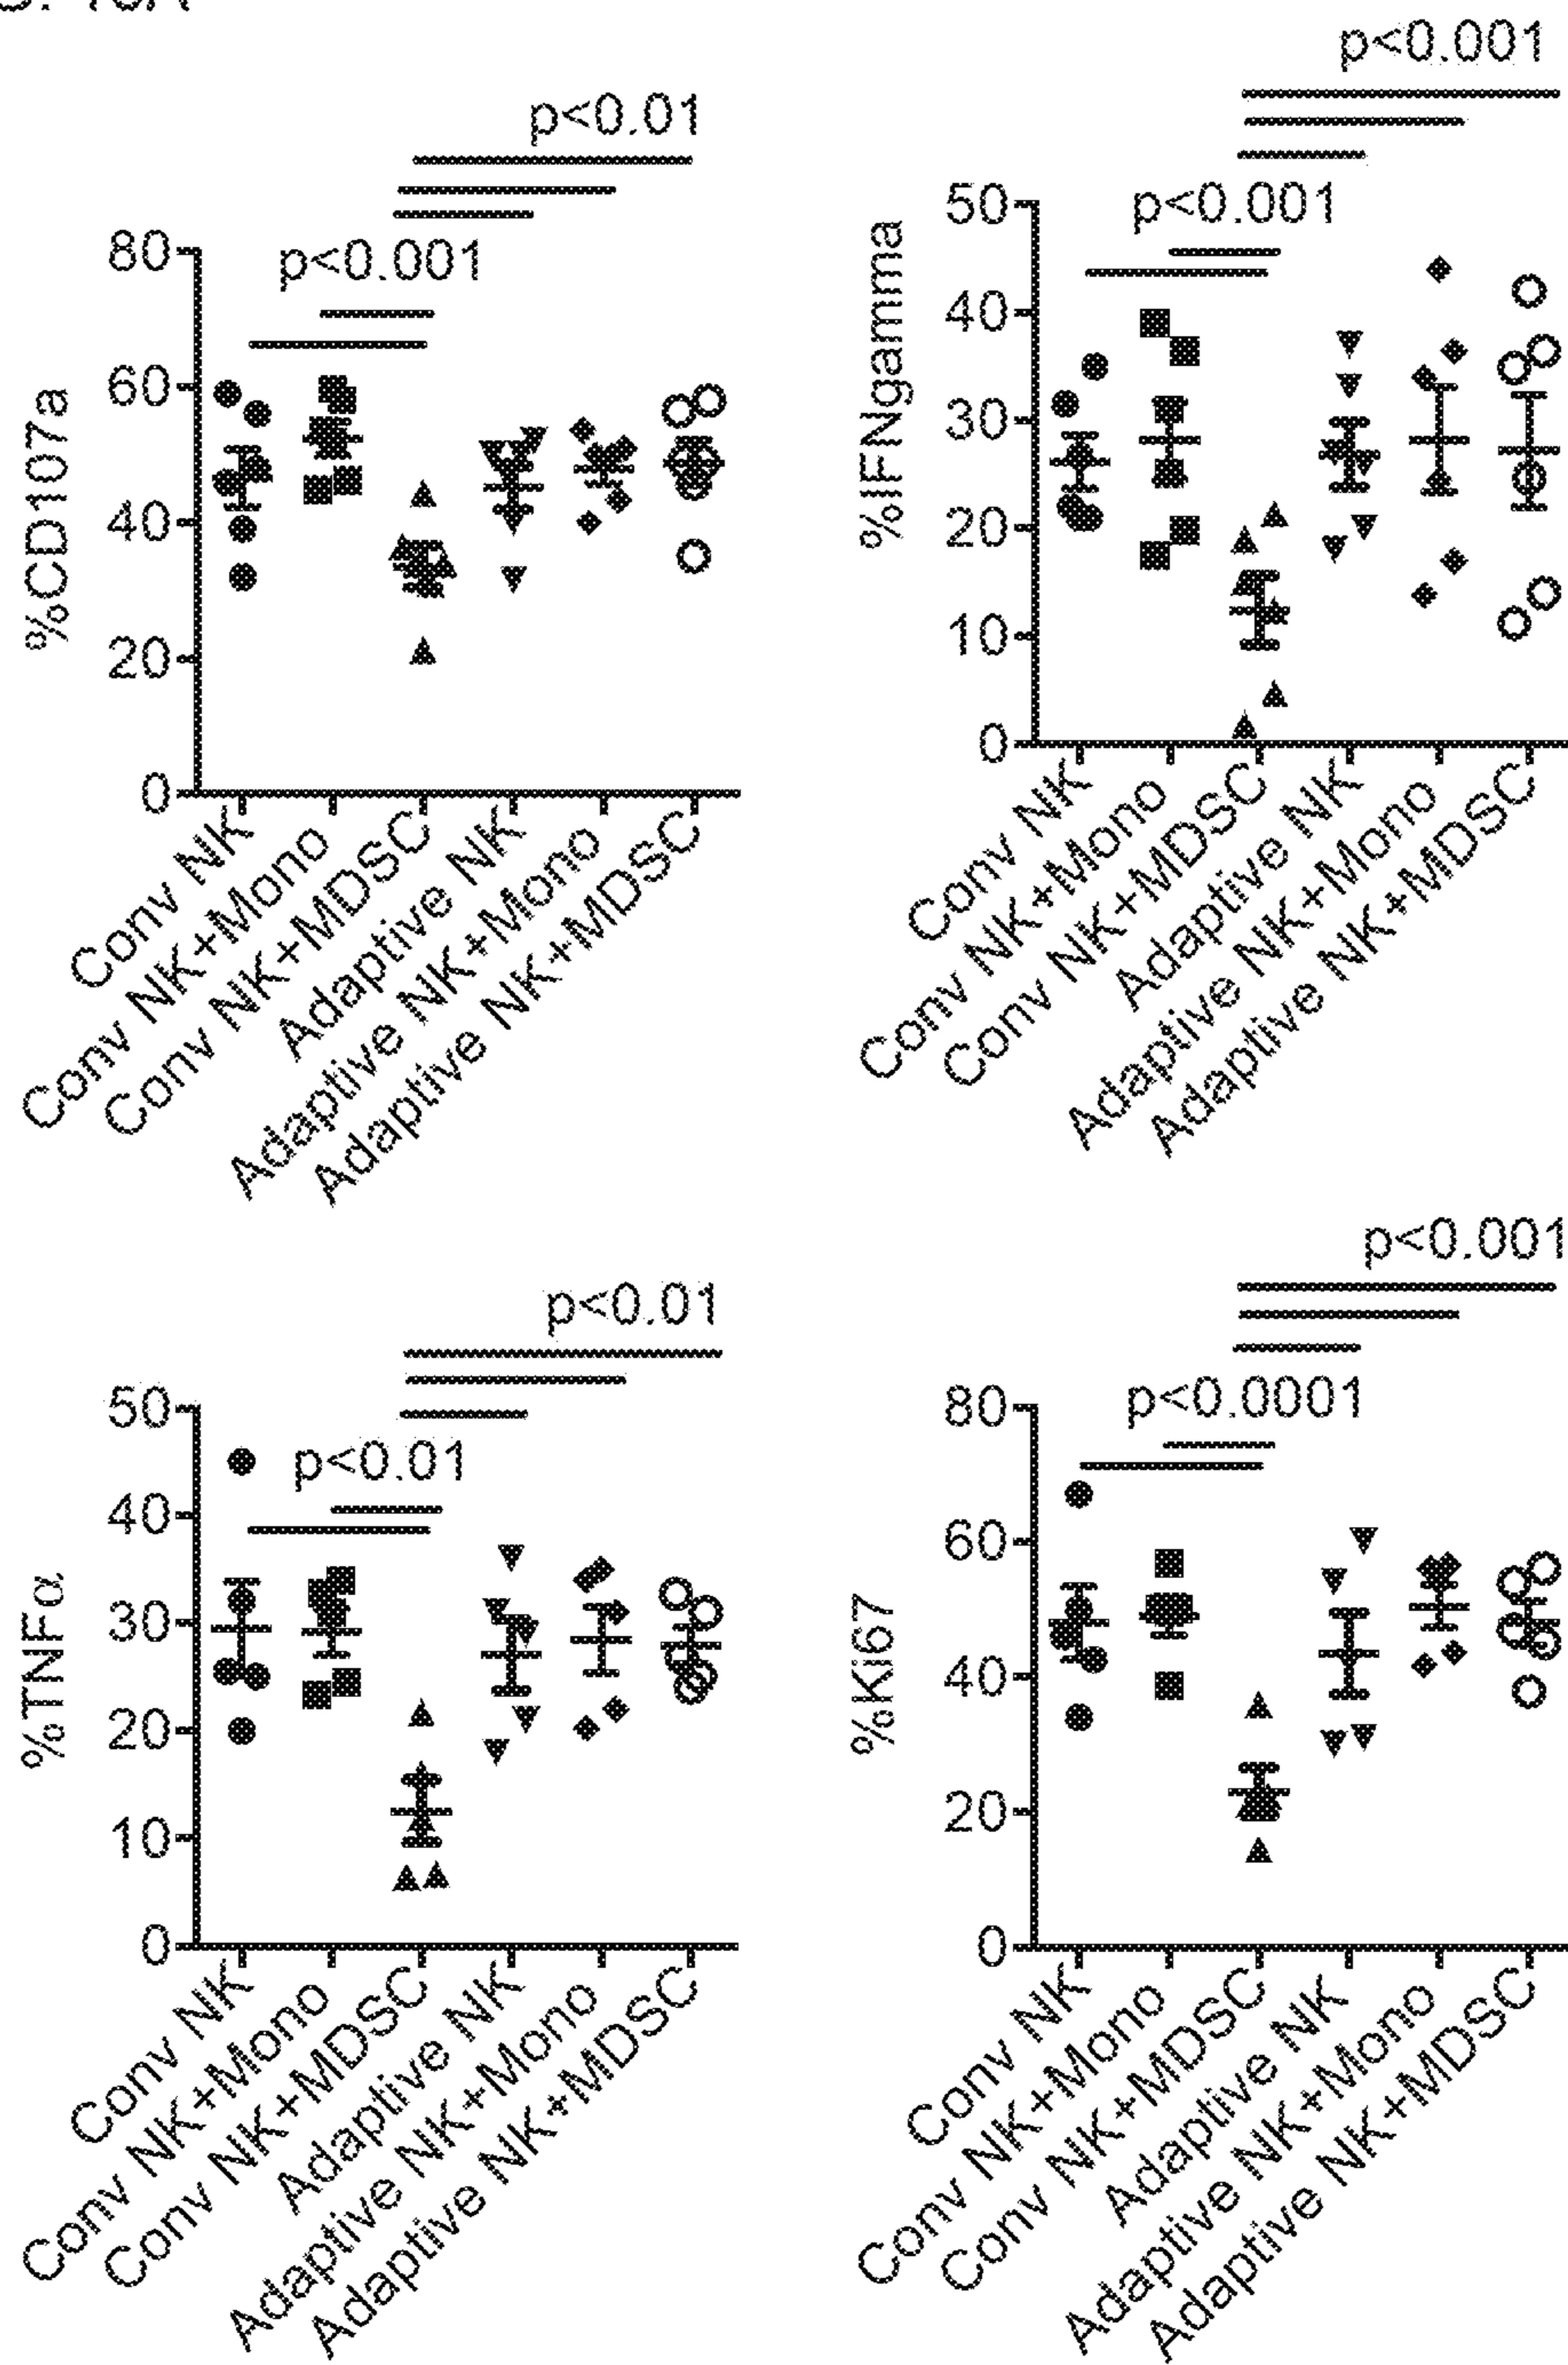 p<0.01
p<0.001
%CD107a
80
60
40
20
0
Conv NK
Conv NK+Mono
Conv NK+MDSC
Adaptive NK
Adaptive NK+Mono
Adaptive NK+MDSC
p<0.001
p<0.001
%IFNgamma
50
40
30
20
10
0
Conv NK
Conv NK+Mono
Conv NK+MDSC
Adaptive NK
Adaptive NK+Mono
Adaptive NK+MDSC
p<0.01
p<0.01
%TNFα
50
40
30
20
10
0
Conv NK
Conv NK+Mono
Conv NK+MDSC
Adaptive NK
Adaptive NK+Mono
Adaptive NK+MDSC
p<0.001
p<0.0001
%Ki67
80
60
40
20
0
Conv NK
Conv NK+Mono
Conv NK+MDSC
Adaptive NK
Adaptive NK+Mono
Adaptive NK+MDSC